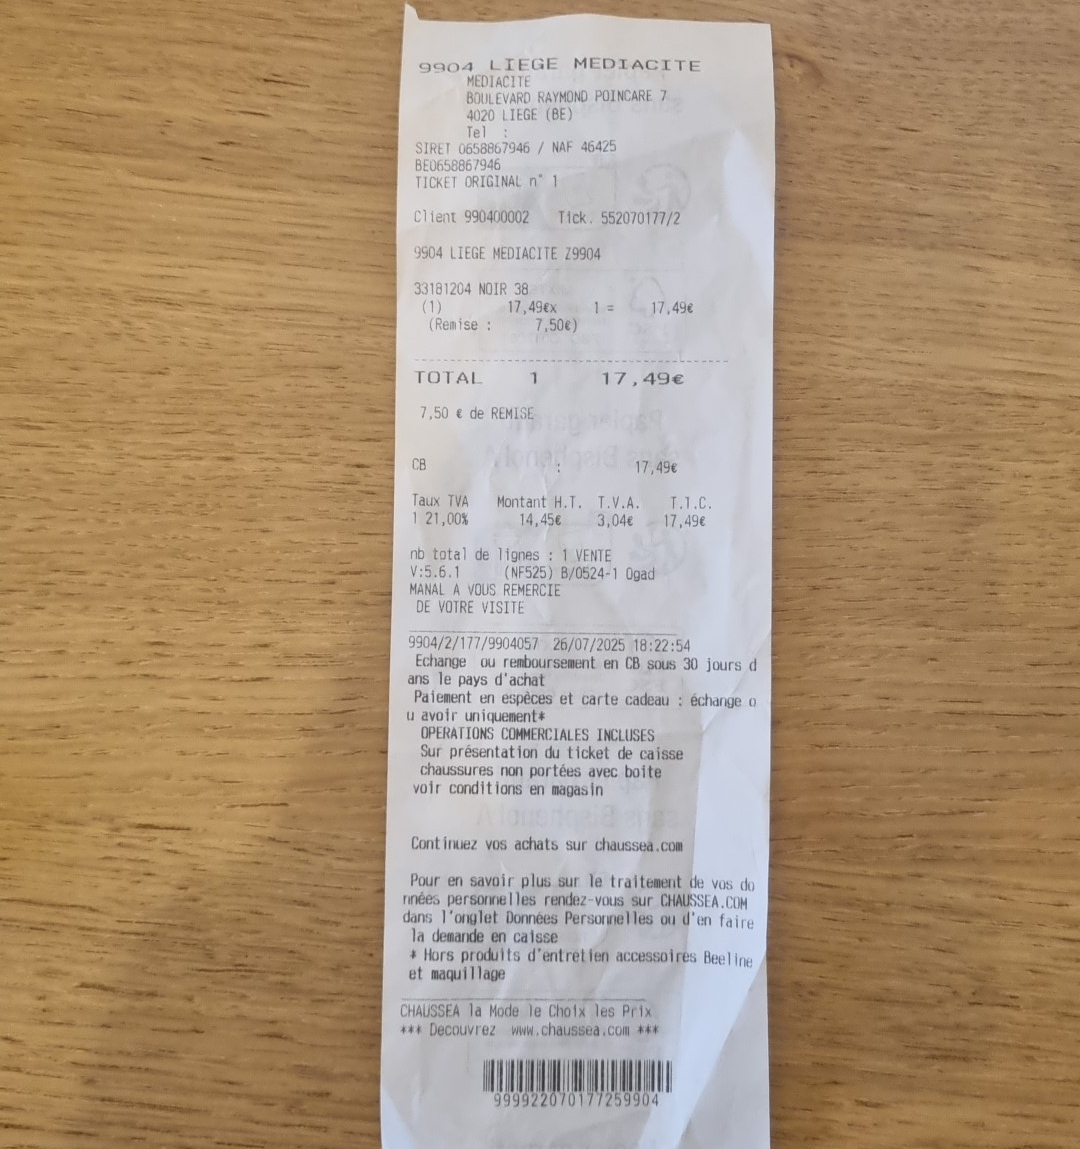 9904 LIEGE MEDIACITE
MEDIACITE
BOULEVARD RAYMOND POINCARE 7
4020 LIEGE (BE)
Tel :
SIRET 0658867946 / NAF 46425
BE0658867946
TICKET ORIGINAL n° 1
Client 990400002 Tick. 552070177/2
9904 LIEGE MEDIACITE Z9904
33181204 NOIR 38
(1) 17,49€x 1 = 17,49€
(Remise : 7,50€)
TOTAL 1 17,49€
7,50 € de REMISE
CB : 17,49€
Taux TVA Montant H.T. T.V.A. T.T.C.
1 21,00% 14,45€ 3,04€ 17,49€
nb total de lignes : 1 VENTE
V:5.6.1 (NF525) B/0524-1 Ogad
MANAL A VOUS REMERCIE
DE VOTRE VISITE
9904/2/177/9904057 26/07/2025 18:22:54
Echange ou remboursement en CB sous 30 jours d
ans le pays d'achat
Paiement en espèces et carte cadeau : échange o
u avoir uniquement*
OPERATIONS COMMERCIALES INCLUSES
Sur présentation du ticket de caisse
chaussures non portées avec boite
voir conditions en magasin
Continuez vos achats sur chaussea.com
Pour en savoir plus sur le traitement de vos do
nnées personnelles rendez-vous sur CHAUSSEA.COM
dans l'onglet Données Personnelles ou d'en faire
la demande en caisse
* Hors produits d'entretien accessoires Beeline
et maquillage
CHAUSSEA la Mode le Choix les Prix
*** Decouvrez www.chaussea.com ***
999922070177259904